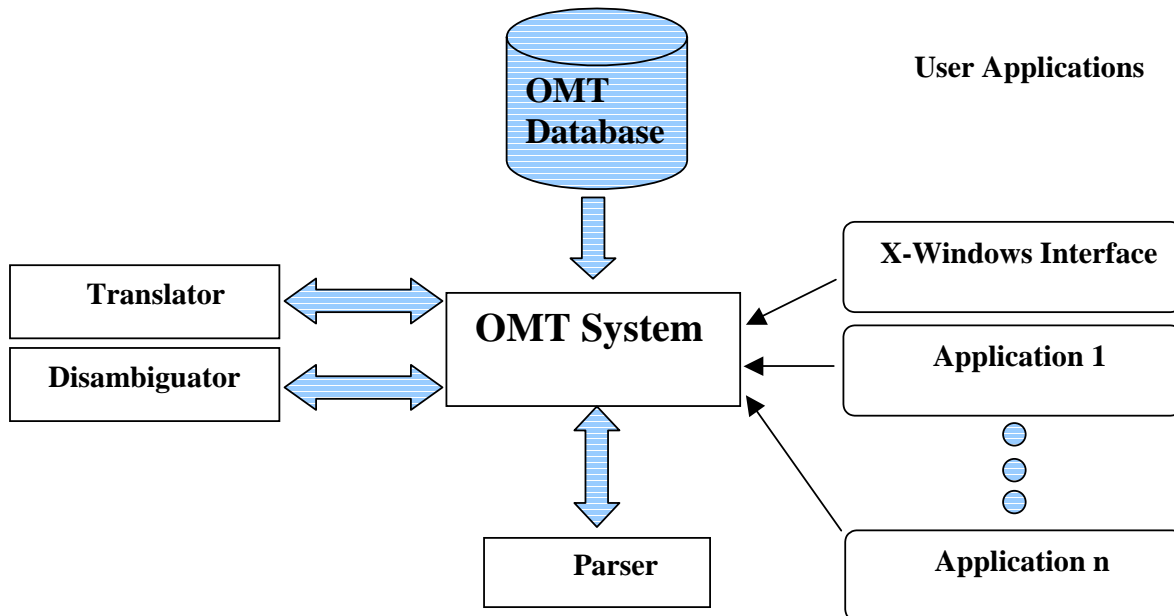 OMT
Database
User Applications
X-Windows Interface
Translator
OMT System
Application 1
Disambiguator
Parser
Application n